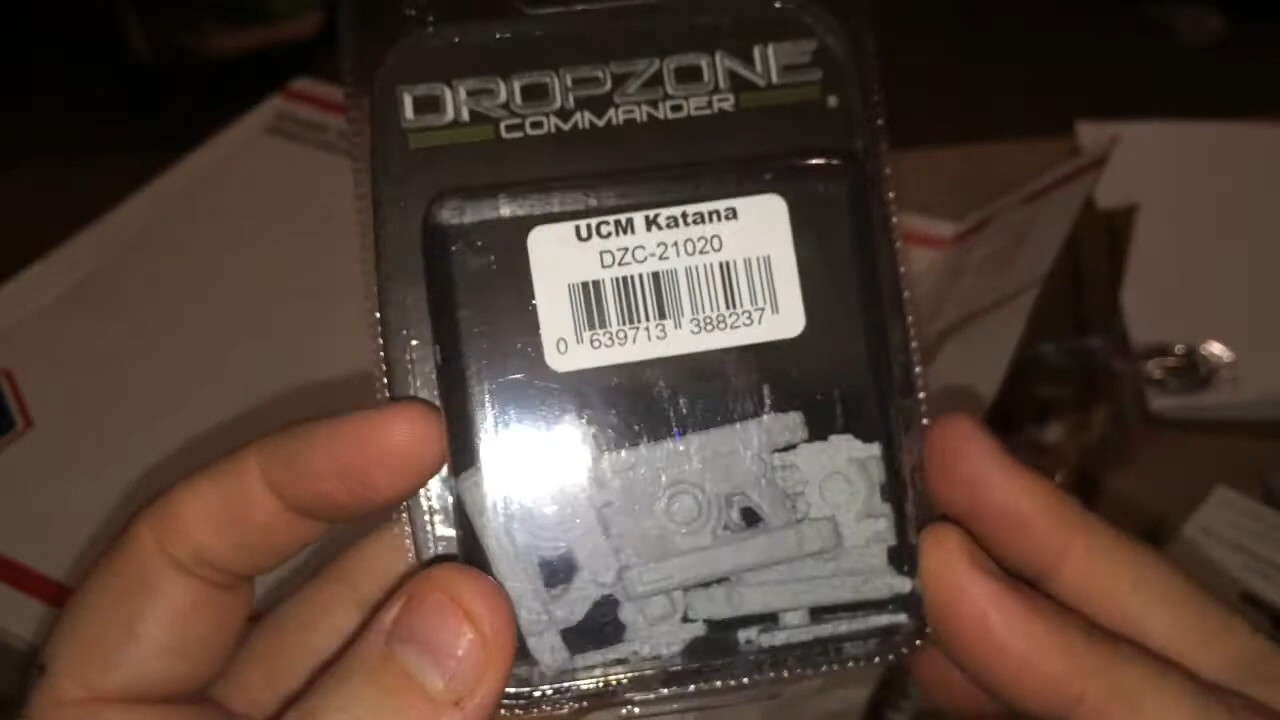 DROPZONE
COMMANDER
UCM Katana
DZC-21020
0 639713 388237